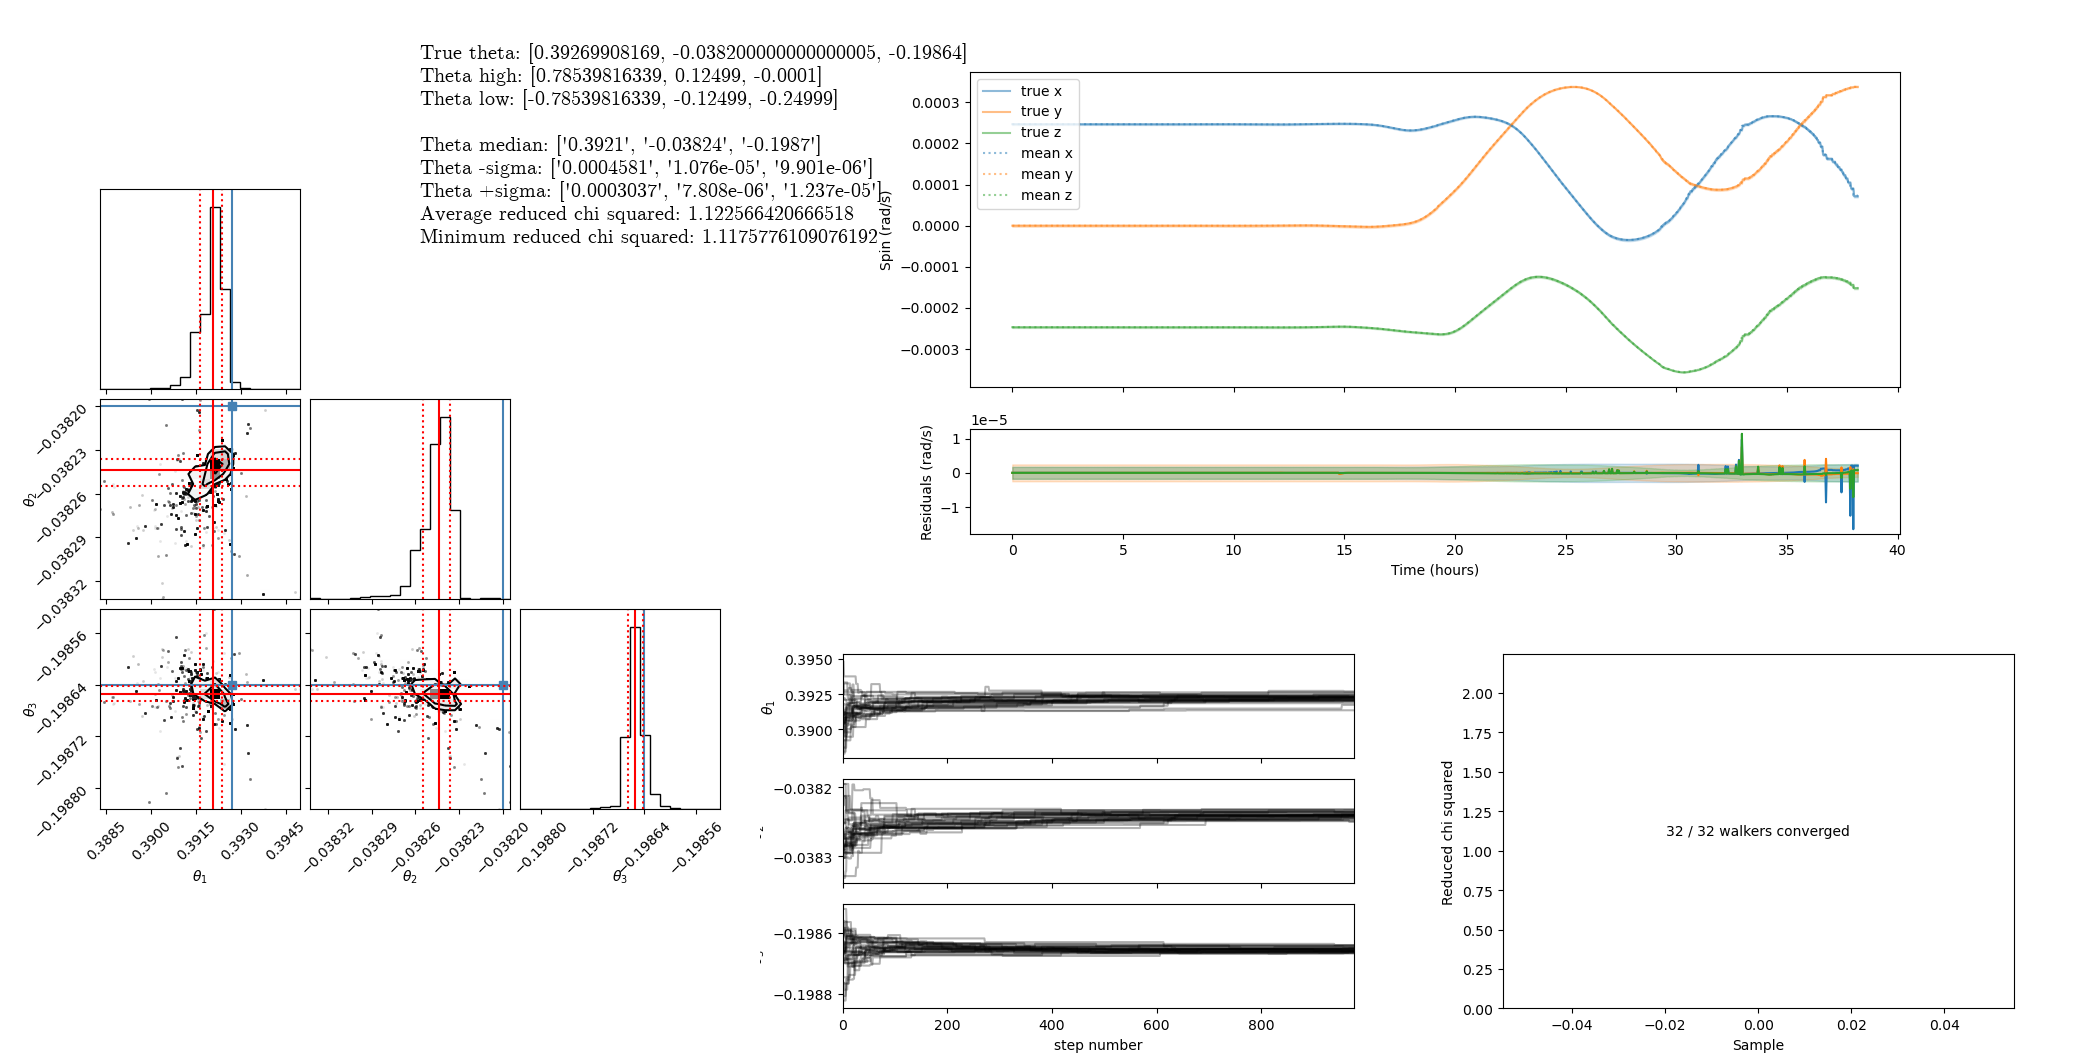 True theta: [0.39269908169, -0.038200000000000005, -0.19864]
Theta high: [0.78539816339, 0.12499, -0.0001]
Theta low: [-0.78539816339, -0.12499, -0.24999]
Theta median: ['0.3921', '-0.03824', '-0.1987']
Theta -sigma: ['0.0004581', '1.076e-05', '9.901e-06']
Theta +sigma: ['0.0003037', '7.808e-06', '1.237e-05']
Average reduced chi squared: 1.122566420666518
Minimum reduced chi squared: 1.1175776109076192
true x
true y
true z
mean x
mean y
mean z
Spin (rad/s)
0.0003
0.0002
0.0001
0.0000
−0.0001
−0.0002
−0.0003
1e−5
Residuals (rad/s)
1
0
−1
0 5 10 15 20 25 30 35 40
Time (hours)
θ2
−0.03820
−0.03823
−0.03826
−0.03829
−0.03832
θ3
−0.19856
−0.19864
−0.19872
−0.19880
0.3885 0.3900 0.3915 0.3930 0.3945
θ1
−0.03832 −0.03829 −0.03826 −0.03823 −0.03820
θ2
−0.19880 −0.19872 −0.19864 −0.19856
θ3
θ1
0.3950
0.3925
0.3900
−0.0382
−0.0383
−0.1986
−0.1988
0 200 400 600 800
step number
Reduced chi squared
2.00
1.75
1.50
1.25
1.00
0.75
0.50
0.25
0.00
32 / 32 walkers converged
−0.04 −0.02 0.00 0.02 0.04
Sample